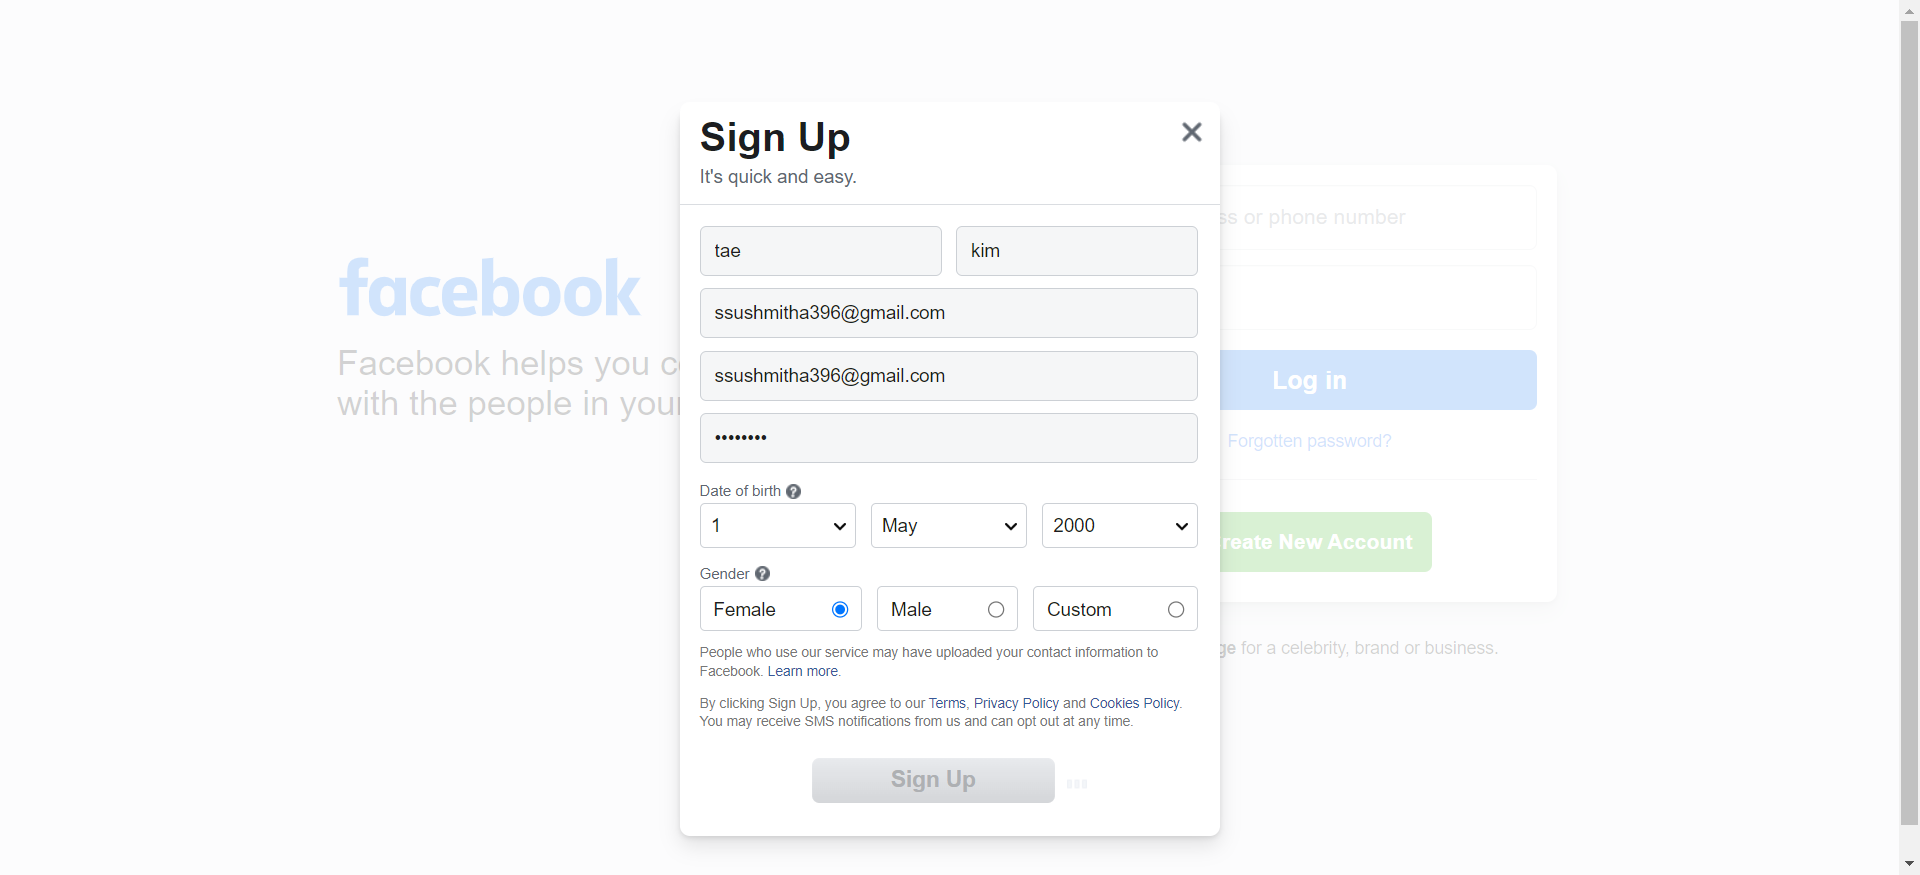 Sign Up
It's quick and easy.
tae kim
ssushmitha396@gmail.com
ssushmitha396@gmail.com
••••••••
Date of birth ?
1 May 2000
Gender ?
Female Male Custom
People who use our service may have uploaded your contact information to
Facebook. Learn more.
By clicking Sign Up, you agree to our Terms, Privacy Policy and Cookies Policy.
You may receive SMS notifications from us and can opt out at any time.
Sign Up
facebook
Facebook helps you
with the people in
or phone number
Log in
Forgotten password?
New Account
for a celebrity, brand or business.